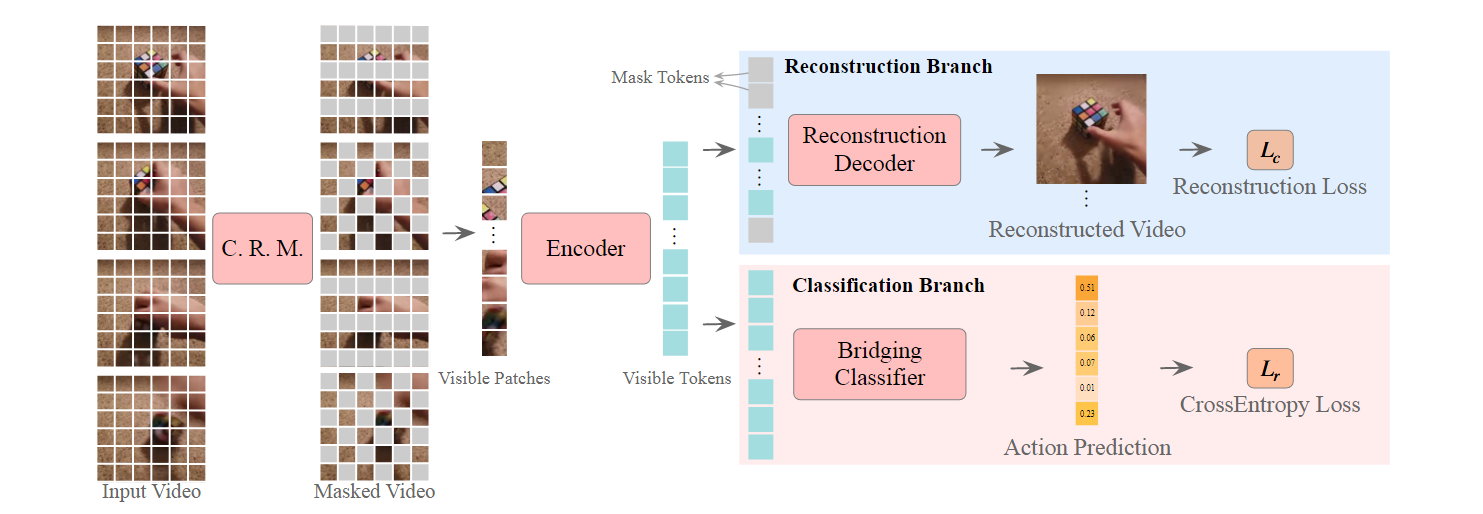 Input Video
C. R. M.
Masked Video
Visible Patches
Encoder
Visible Tokens
Mask Tokens
Reconstruction Branch
Reconstruction
Decoder
Reconstructed Video
Lc
Reconstruction Loss
Classification Branch
Bridging
Classifier
0.51
0.12
0.06
0.07
0.01
0.23
Action Prediction
Lr
CrossEntropy Loss